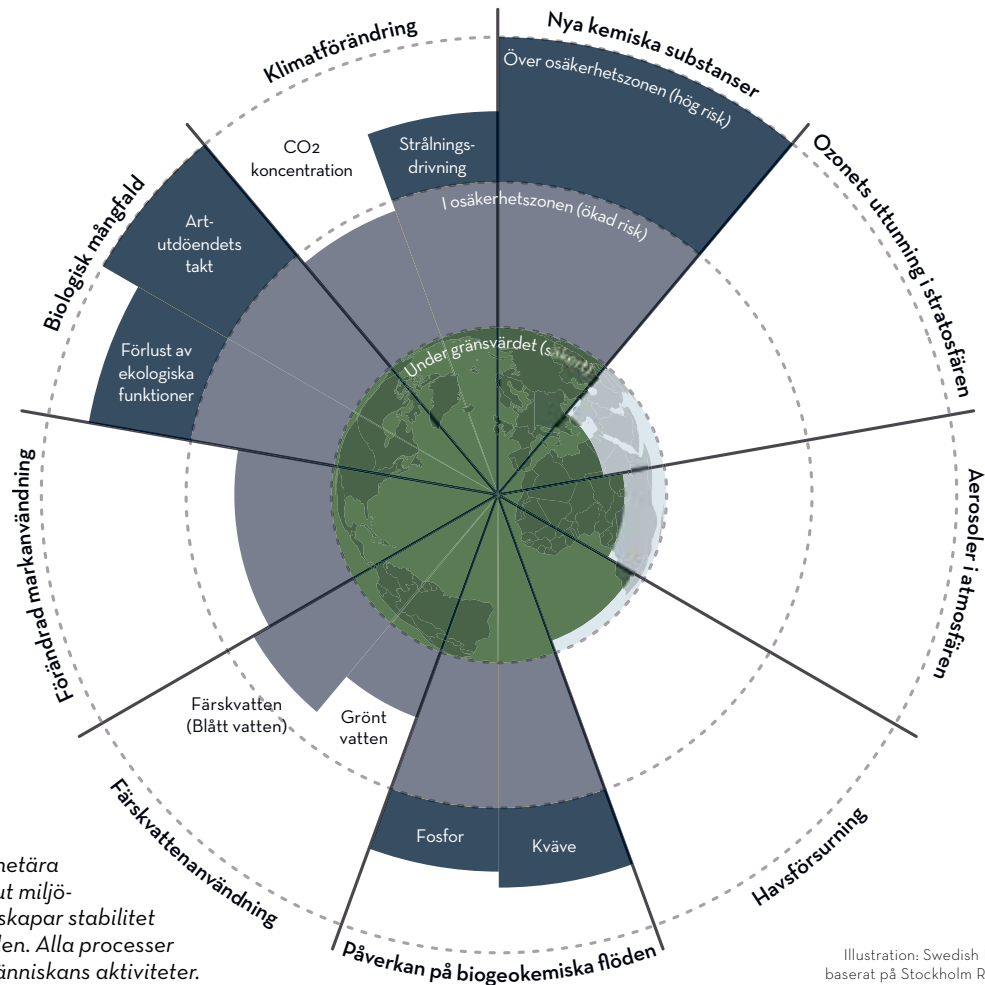 Klimatförändring
Nya kemiska substanser
Över osäkerhetszonen (hög risk)
I osäkerhetszonen (ökad risk)
Under gränsvärdet (säkert)
CO2
koncentration
Strålnings-
drivning
Ozonets uttunning i stratosfären
Biologisk mångfald
Art-
utdöendets
takt
Förlust av
ekologiska
funktioner
Förändrad markanvändning
Aerosoler i atmosfären
Färskvatten
(Blått vatten)
Grönt
vatten
Färskvattenanvändning
Fosfor
Kväve
Påverkan på biogeokemiska flöden
Havsförsurning
netära
ut miljö-
skapar stabilitet
en. Alla processer
änniskans aktiviteter.
Illustration: Swedish
baserat på Stockholm R